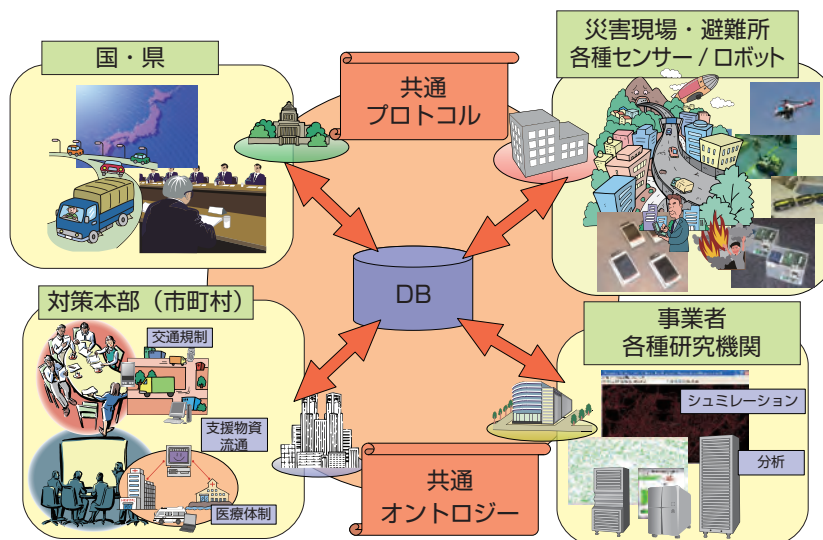 国・県
共通
プロトコル
災害現場・避難所
各種センサー / ロボット
DB
対策本部（市町村）
交通規制
支援物資
流通
医療体制
共通
オントロジー
事業者
各種研究機関
シュミレーション
分析